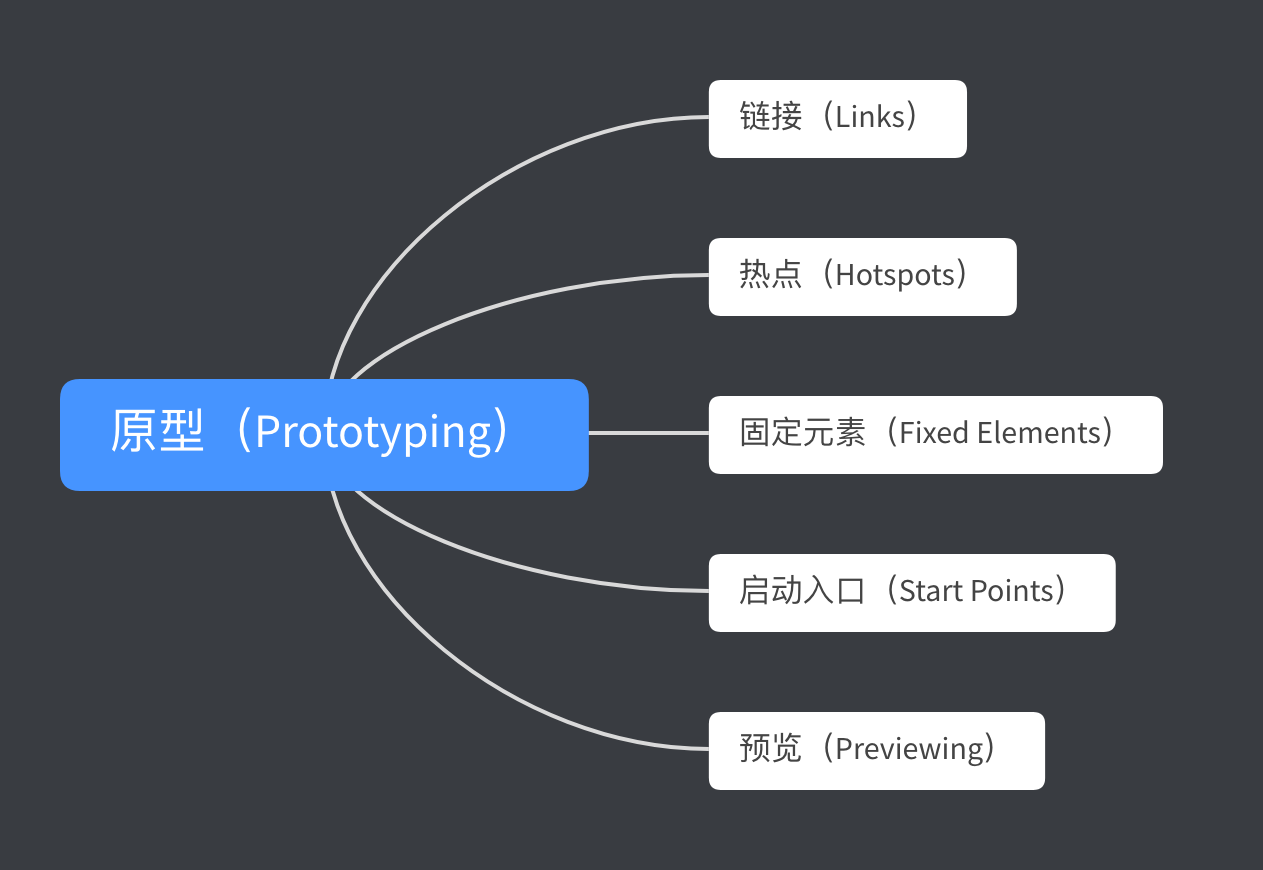 链接（Links）
热点（Hotspots）
原型（Prototyping）
固定元素（Fixed Elements）
启动入口（Start Points）
预览（Previewing）